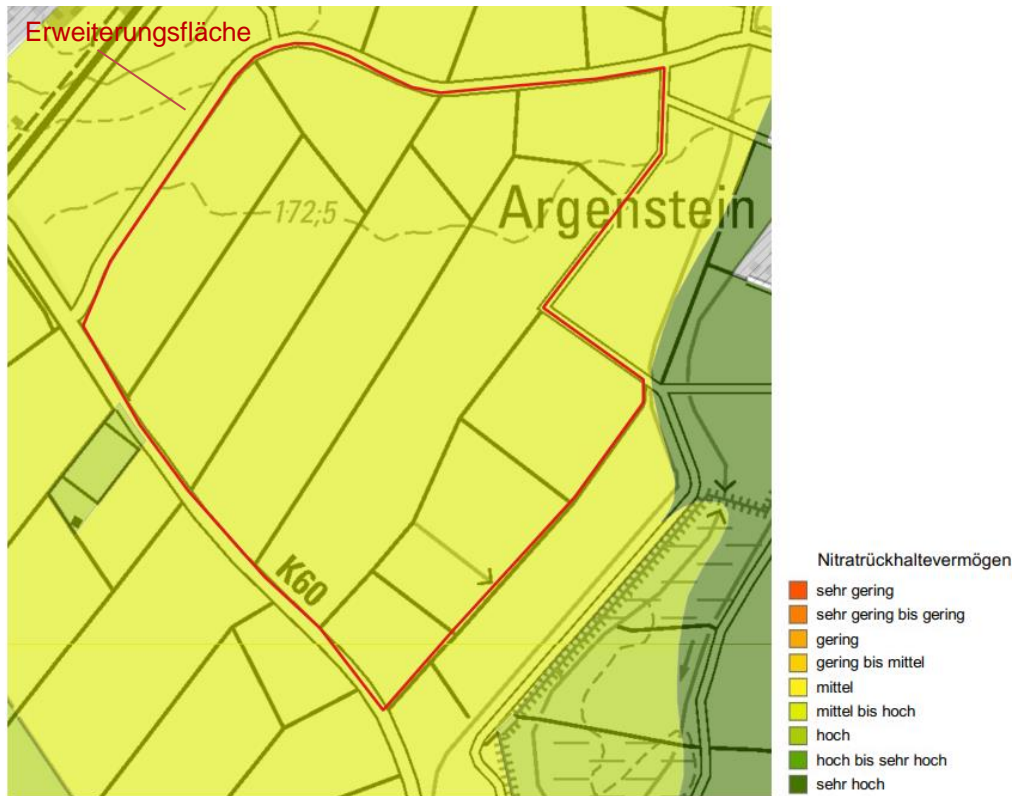 Erweiterungsfläche
Argenstein
172,5
K60
Nitratrückhaltevermögen
sehr gering
sehr gering bis gering
gering
gering bis mittel
mittel
mittel bis hoch
hoch
hoch bis sehr hoch
sehr hoch